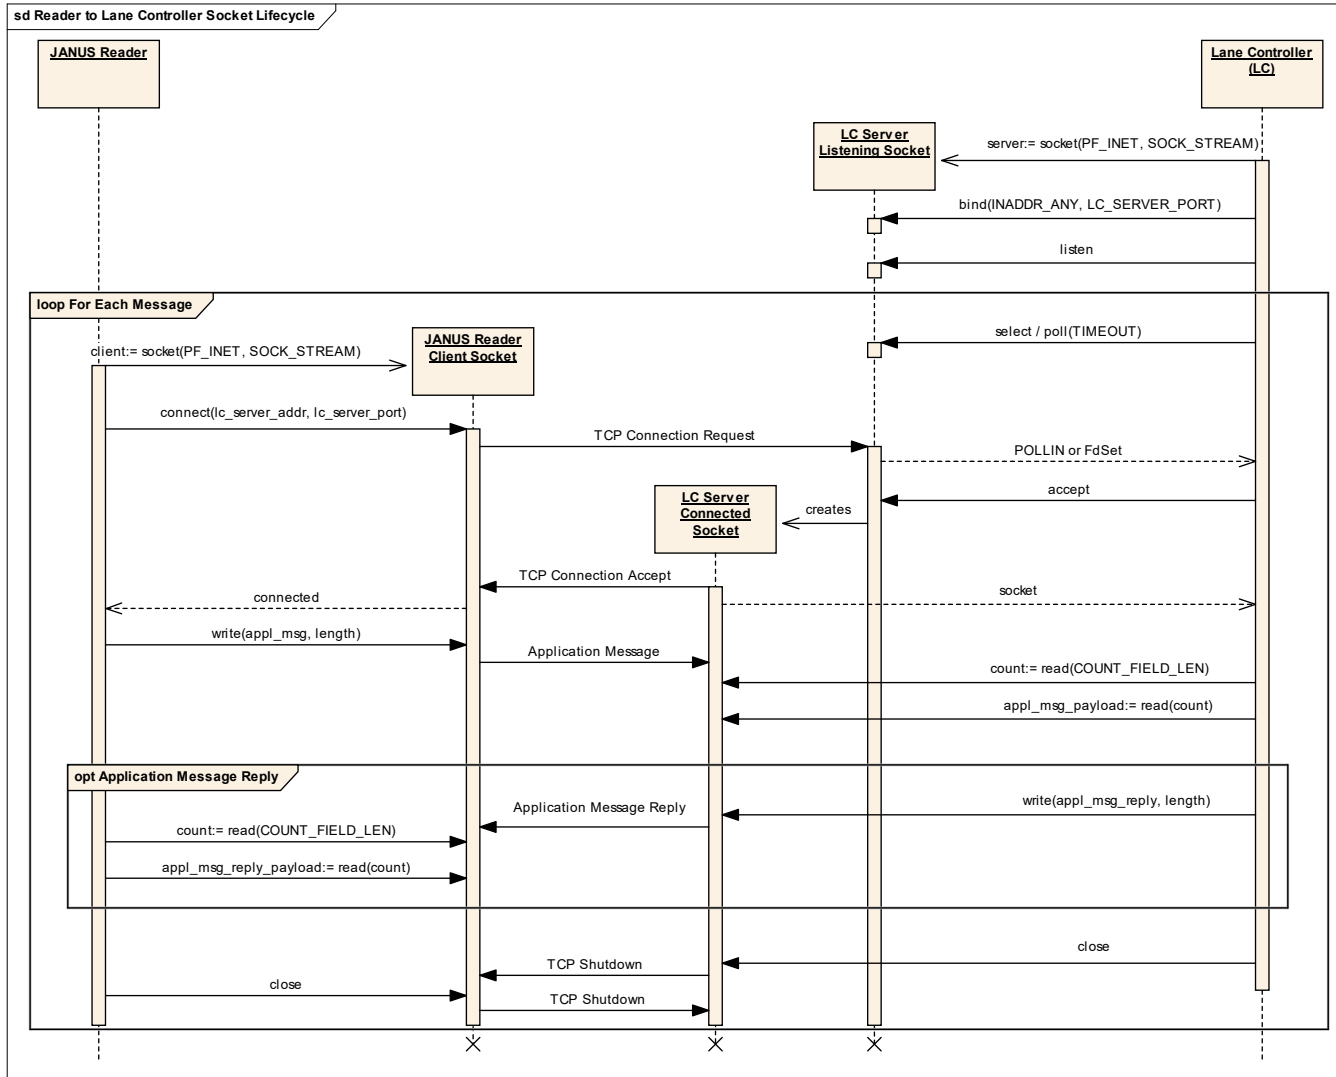 sd Reader to Lane Controller Socket Lifecycle
JANUS Reader
Lane Controller
(LC)
LC Server
Listening Socket
server:= socket(PF_INET, SOCK_STREAM)
bind(INADDR_ANY, LC_SERVER_PORT)
listen
loop For Each Message
JANUS Reader
Client Socket
select / poll(TIMEOUT)
client:= socket(PF_INET, SOCK_STREAM)
connect(lc_server_addr, lc_server_port)
TCP Connection Request
POLLIN or FdSet
LC Server
Connected
Socket
accept
creates
TCP Connection Accept
connected
socket
write(appl_msg, length)
Application Message
count:= read(COUNT_FIELD_LEN)
appl_msg_payload:= read(count)
opt Application Message Reply
write(appl_msg_reply, length)
Application Message Reply
count:= read(COUNT_FIELD_LEN)
appl_msg_reply_payload:= read(count)
close
TCP Shutdown
close
TCP Shutdown